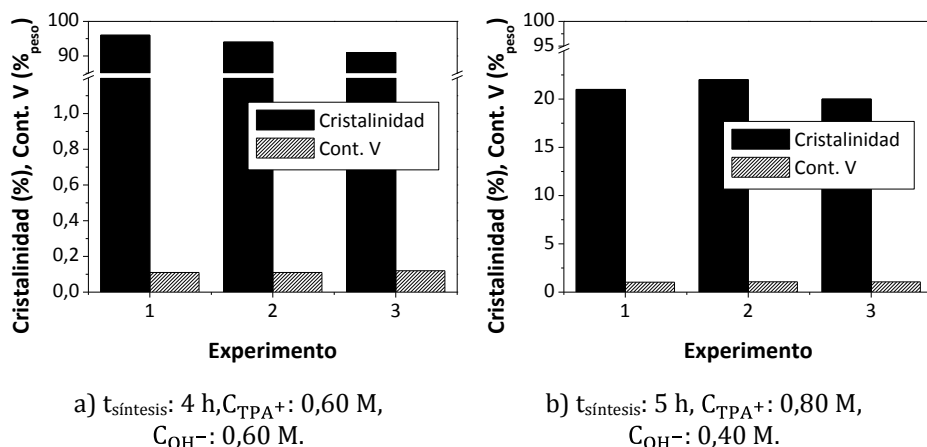 Cristalinidad (%), Cont. V (%peso)
100
90
1,0
0,8
0,6
0,4
0,2
0,0
Cristalinidad
Cont. V
1 2 3
Experimento
a) tsíntesis: 4 h,CTPA+: 0,60 M,
COH−: 0,60 M.
Cristalinidad (%), Cont. V (%peso)
100
95
20
15
10
5
0
Cristalinidad
Cont. V
1 2 3
Experimento
b) tsíntesis: 5 h, CTPA+: 0,80 M,
COH−: 0,40 M.